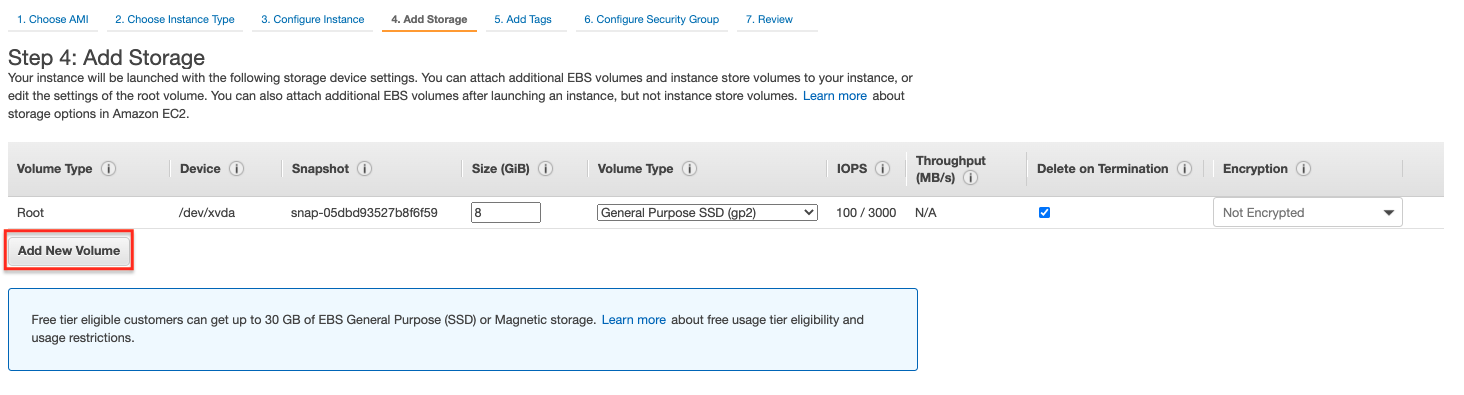 1. Choose AMI 2. Choose Instance Type 3. Configure Instance 4. Add Storage 5. Add Tags 6. Configure Security Group 7. Review
Step 4: Add Storage
Your instance will be launched with the following storage device settings. You can attach additional EBS volumes and instance store volumes to your instance, or
edit the settings of the root volume. You can also attach additional EBS volumes after launching an instance, but not instance store volumes. Learn more about
storage options in Amazon EC2.
Volume Type i Device i Snapshot i Size (GiB) i Volume Type i IOPS i Throughput (MB/s) i Delete on Termination i Encryption i
Root /dev/xvda snap-05dbd93527b8f6f59 8 General Purpose SSD (gp2) 100 / 3000 N/A Not Encrypted
Add New Volume
Free tier eligible customers can get up to 30 GB of EBS General Purpose (SSD) or Magnetic storage. Learn more about free usage tier eligibility and
usage restrictions.